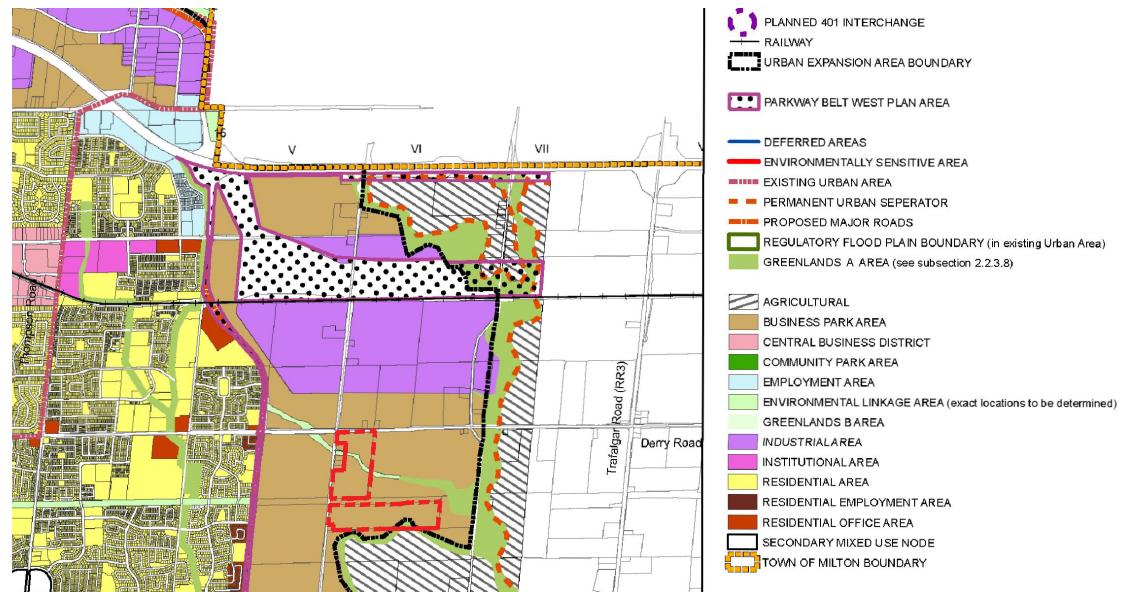 15
V
VI
VII
V
Thompson Road
Trafalgar Road (RR3)
Derry Road
PLANNED 401 INTERCHANGE
RAILWAY
URBAN EXPANSION AREA BOUNDARY
PARKWAY BELT WEST PLAN AREA
DEFERRED AREAS
ENVIRONMENTALLY SENSITIVE AREA
EXISTING URBAN AREA
PERMANENT URBAN SEPERATOR
PROPOSED MAJOR ROADS
REGULATORY FLOOD PLAIN BOUNDARY (in existing Urban Area)
GREENLANDS A AREA (see subsection 2.2.3.8)
AGRICULTURAL
BUSINESS PARK AREA
CENTRAL BUSINESS DISTRICT
COMMUNITY PARK AREA
EMPLOYMENT AREA
ENVIRONMENTAL LINKAGE AREA (exact locations to be determined)
GREENLANDS B AREA
INDUSTRIAL AREA
INSTITUTIONAL AREA
RESIDENTIAL AREA
RESIDENTIAL EMPLOYMENT AREA
RESIDENTIAL OFFICE AREA
SECONDARY MIXED USE NODE
TOWN OF MILTON BOUNDARY